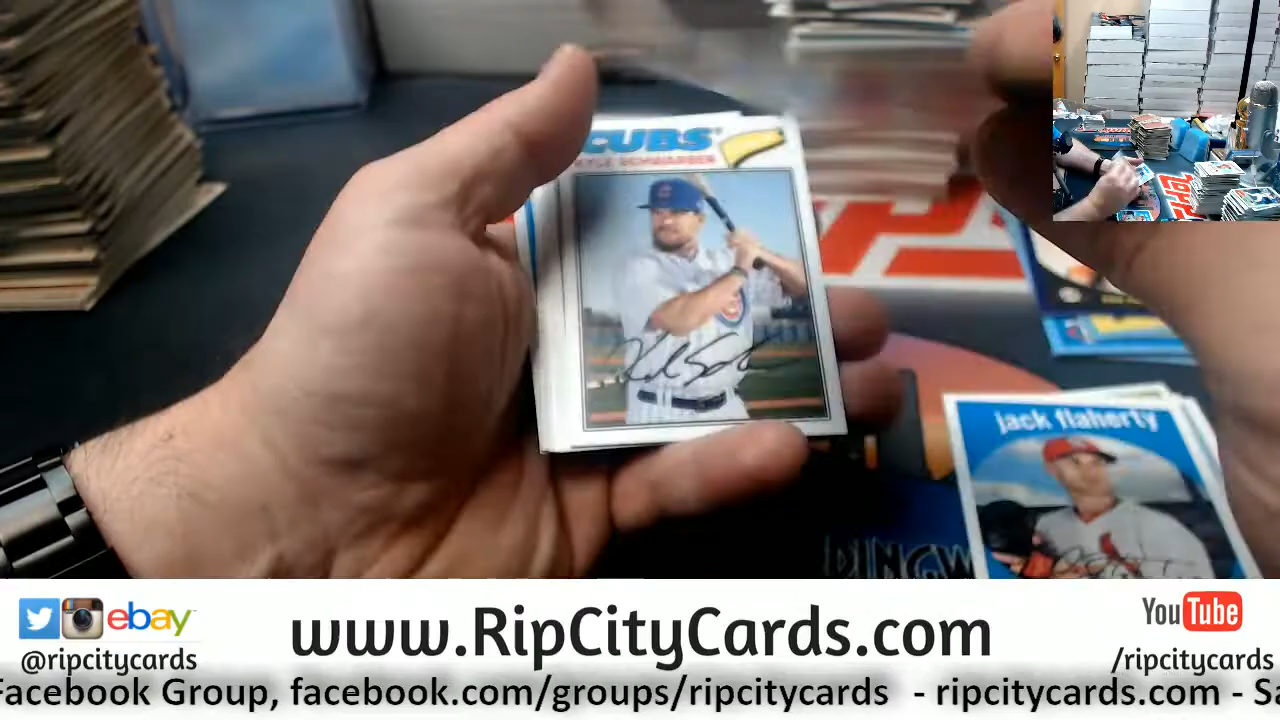 CUBS
KYLE SCHWARBER
jack flaherty
DINGW
ebay
www.RipCityCards.com
YouTube
@ripcitycards
/ripcitycards
Facebook Group, facebook.com/groups/ripcitycards - ripcitycards.com - Sa